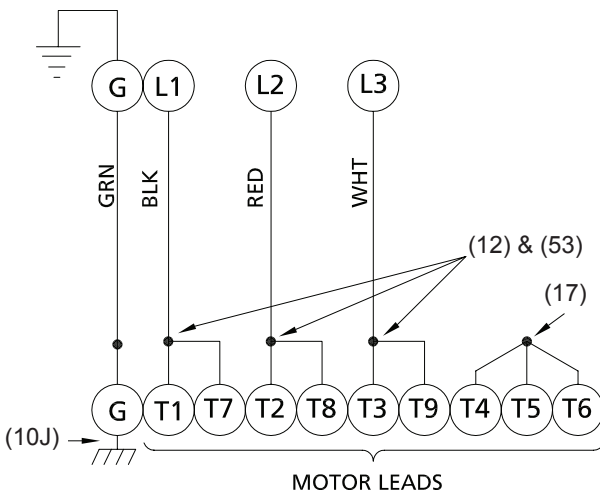 G L1 L2 L3
GRN
BLK
RED
WHT
(12) & (53)
(17)
G T1 T7 T2 T8 T3 T9 T4 T5 T6
(10J)
MOTOR LEADS